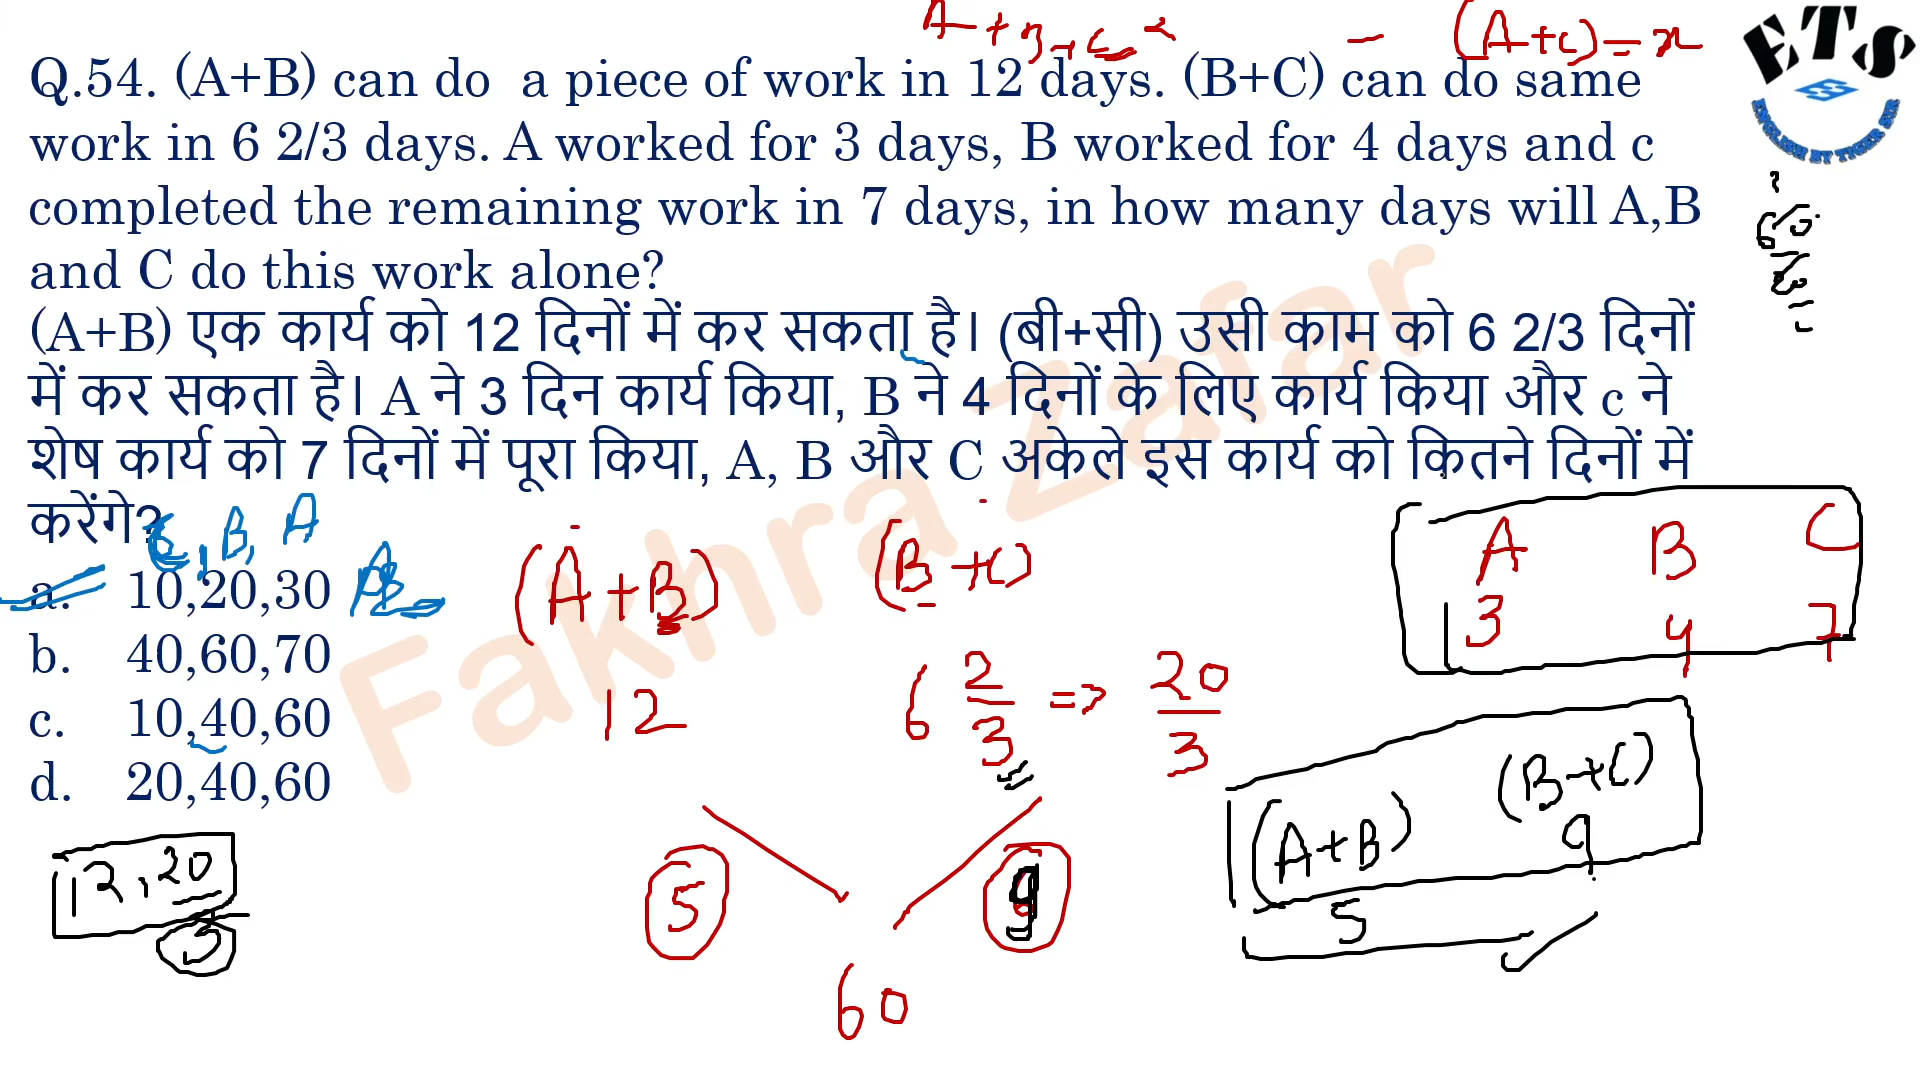 A+B+C - (A+C) = x
ETS
ENGLISH BY TIGER SIR
Q.54. (A+B) can do a piece of work in 12 days. (B+C) can do same
work in 6 2/3 days. A worked for 3 days, B worked for 4 days and c
completed the remaining work in 7 days, in how many days will A,B
and C do this work alone?
(A+B) एक कार्य को 12 दिनों में कर सकता है। (बी+सी) उसी काम को 6 2/3 दिनों
में कर सकता है। A ने 3 दिन कार्य किया, B ने 4 दिनों के लिए कार्य किया और c ने
शेष कार्य को 7 दिनों में पूरा किया, A, B और C अकेले इस कार्य को कितने दिनों में
करेंगे?
C, B, A
a. 10,20,30
b. 40,60,70
c. 10,40,60
d. 20,40,60
Fakhra Zafar
(A+B) (B+C)
12 6 2/3 => 20/3
5 9
60
12, 20/3
A B C
3 4 7
(A+B) (B+C)
5 9